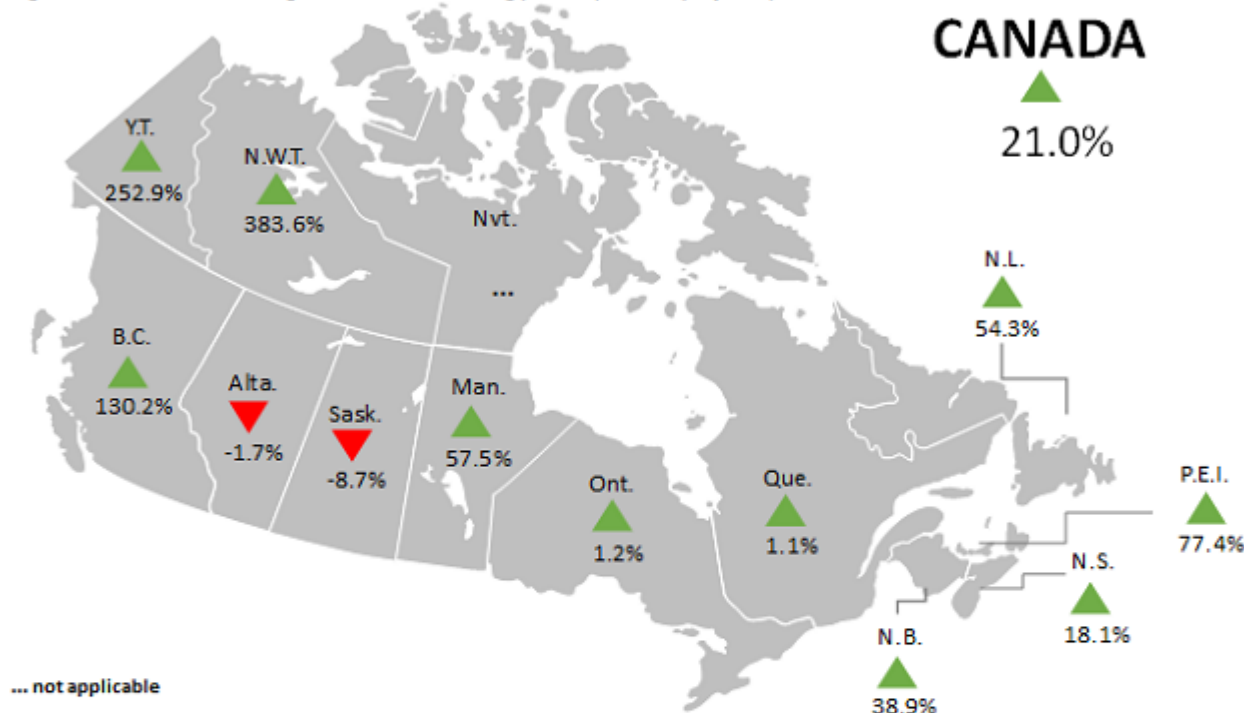 CANADA
21.0%
Y.T.
252.9%
N.W.T.
383.6%
Nvt.
...
N.L.
54.3%
B.C.
130.2%
Alta.
-1.7%
Sask.
-8.7%
Man.
57.5%
Ont.
1.2%
Que.
1.1%
P.E.I.
77.4%
N.S.
18.1%
N.B.
38.9%
... not applicable